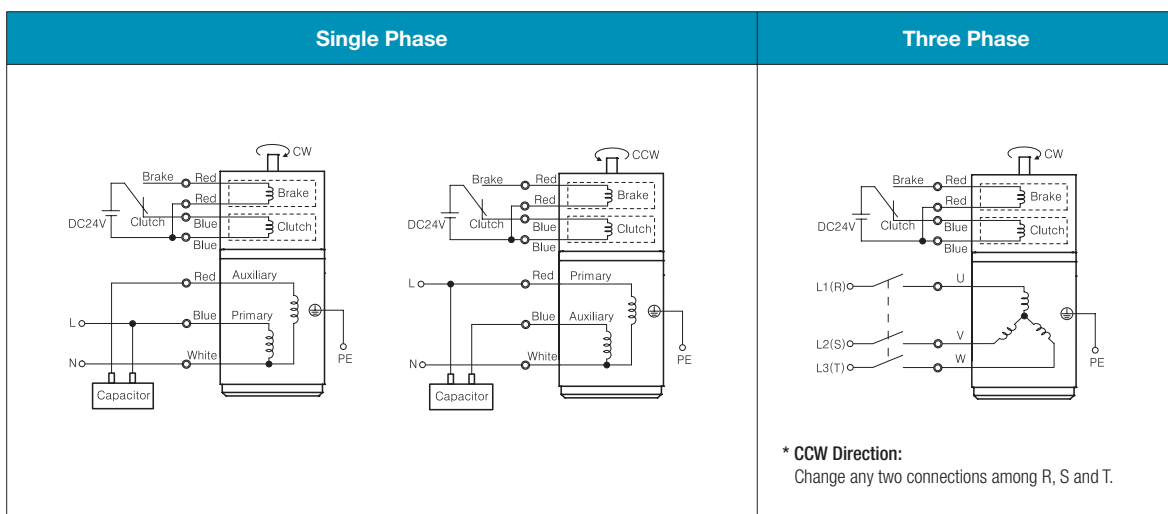 Single Phase
Three Phase
CW
Brake Red
Brake
Red
DC24V
Clutch
Blue
Clutch
Blue
Red Auxiliary
L Blue Primary
N White
PE
Capacitor
CCW
Brake Red
Brake
Red
DC24V
Clutch
Blue
Clutch
Blue
L Red Primary
Blue Auxiliary
N White
PE
Capacitor
CW
Brake Red
Brake
Red
DC24V
Clutch
Blue
Clutch
Blue
L1(R) U
L2(S) V
L3(T) W
PE
* CCW Direction:
Change any two connections among R, S and T.